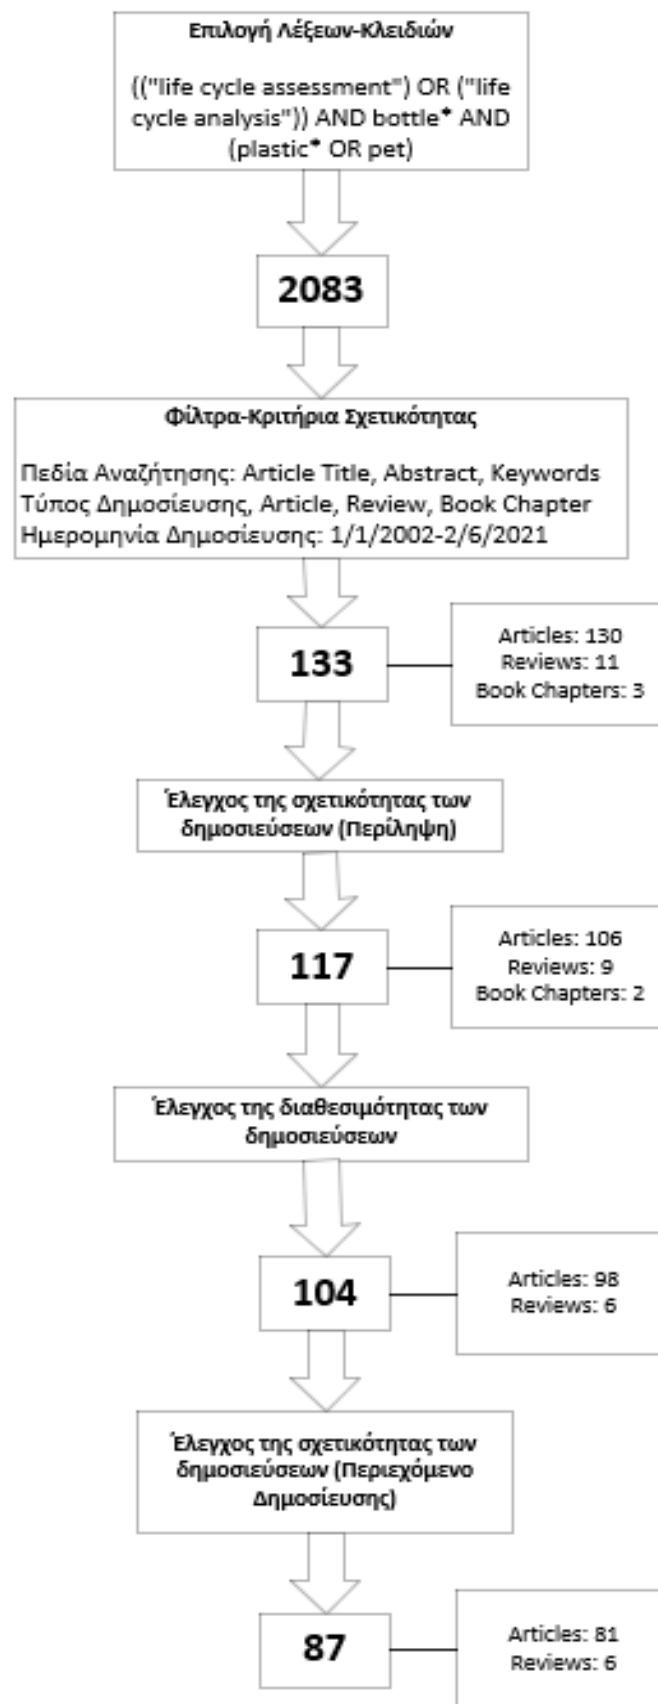 Επιλογή Λέξεων-Κλειδιών
(("life cycle assessment") OR ("life
cycle analysis")) AND bottle* AND
(plastic* OR pet)
2083
Φίλτρα-Κριτήρια Σχετικότητας
Πεδία Αναζήτησης: Article Title, Abstract, Keywords
Τύπος Δημοσίευσης, Article, Review, Book Chapter
Ημερομηνία Δημοσίευσης: 1/1/2002-2/6/2021
133
Articles: 130
Reviews: 11
Book Chapters: 3
Έλεγχος της σχετικότητας των
δημοσιεύσεων (Περίληψη)
117
Articles: 106
Reviews: 9
Book Chapters: 2
Έλεγχος της διαθεσιμότητας των
δημοσιεύσεων
104
Articles: 98
Reviews: 6
Έλεγχος της σχετικότητας των
δημοσιεύσεων (Περιεχόμενο
Δημοσίευσης)
87
Articles: 81
Reviews: 6